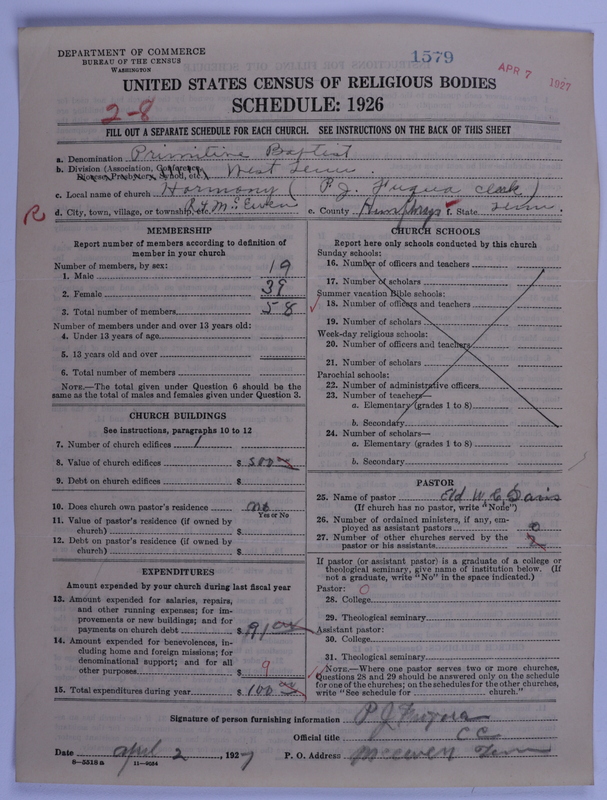 DEPARTMENT OF COMMERCE
BUREAU OF THE CENSUS
WASHINGTON
1579
APR 7 1927
UNITED STATES CENSUS OF RELIGIOUS BODIES
SCHEDULE: 1926
2-8
FILL OUT A SEPARATE SCHEDULE FOR EACH CHURCH. SEE INSTRUCTIONS ON THE BACK OF THIS SHEET
a. Denomination Primitive Baptist
b. Division (Association, Conference, Diocese, Presbytery, Synod, etc.) West Tenn.
c. Local name of church Harmony (P. J. Fuqua Clerk)
d. City, town, village, or township, etc. R4 McEwen e. County Humphrys f. State Tenn.
R
MEMBERSHIP
Report number of members according to definition of
member in your church
Number of members, by sex:
1. Male 19
2. Female 39
3. Total number of members 58
Number of members under and over 13 years old:
4. Under 13 years of age
5. 13 years old and over
6. Total number of members
NOTE.—The total given under Question 6 should be the
same as the total of males and females given under Question 3.
CHURCH BUILDINGS
See instructions, paragraphs 10 to 12
7. Number of church edifices 1
8. Value of church edifices $ 500 00
9. Debt on church edifices $
10. Does church own pastor's residence no
Yes or No
11. Value of pastor's residence (if owned by
church) $
12. Debt on pastor's residence (if owned by
church) $
EXPENDITURES
Amount expended by your church during last fiscal year
13. Amount expended for salaries, repairs,
and other running expenses; for im-
provements or new buildings; and for
payments on church debt $ 91 00
14. Amount expended for benevolences, in-
cluding home and foreign missions; for
denominational support; and for all
other purposes $ 9
15. Total expenditures during year $ 100 00
CHURCH SCHOOLS
Report here only schools conducted by this church
Sunday schools:
16. Number of officers and teachers
17. Number of scholars
Summer vacation Bible schools:
18. Number of officers and teachers
19. Number of scholars
Week-day religious schools:
20. Number of officers and teachers
21. Number of scholars
Parochial schools:
22. Number of administrative officers
23. Number of teachers—
a. Elementary (grades 1 to 8)
b. Secondary
24. Number of scholars—
a. Elementary (grades 1 to 8)
b. Secondary
PASTOR
25. Name of pastor Eld W. C. Davis
(If church has no pastor, write "None")
26. Number of ordained ministers, if any, em-
ployed as assistant pastors 0
27. Number of other churches served by the
pastor or his assistants
If pastor (or assistant pastor) is a graduate of a college or
theological seminary, give name of institution below. (If
not a graduate, write "No" in the space indicated.)
Pastor: 0
28. College
29. Theological seminary
Assistant pastor:
30. College
31. Theological seminary
NOTE.—Where one pastor serves two or more churches,
Questions 28 and 29 should be answered only on the schedule
for one of the churches; on the schedules for the other churches,
write "See schedule for church."
Signature of person furnishing information P J Fuqua
Official title C C
Date April 2, 1927 P. O. Address McEwen Tenn
8-5518 a 11-9684